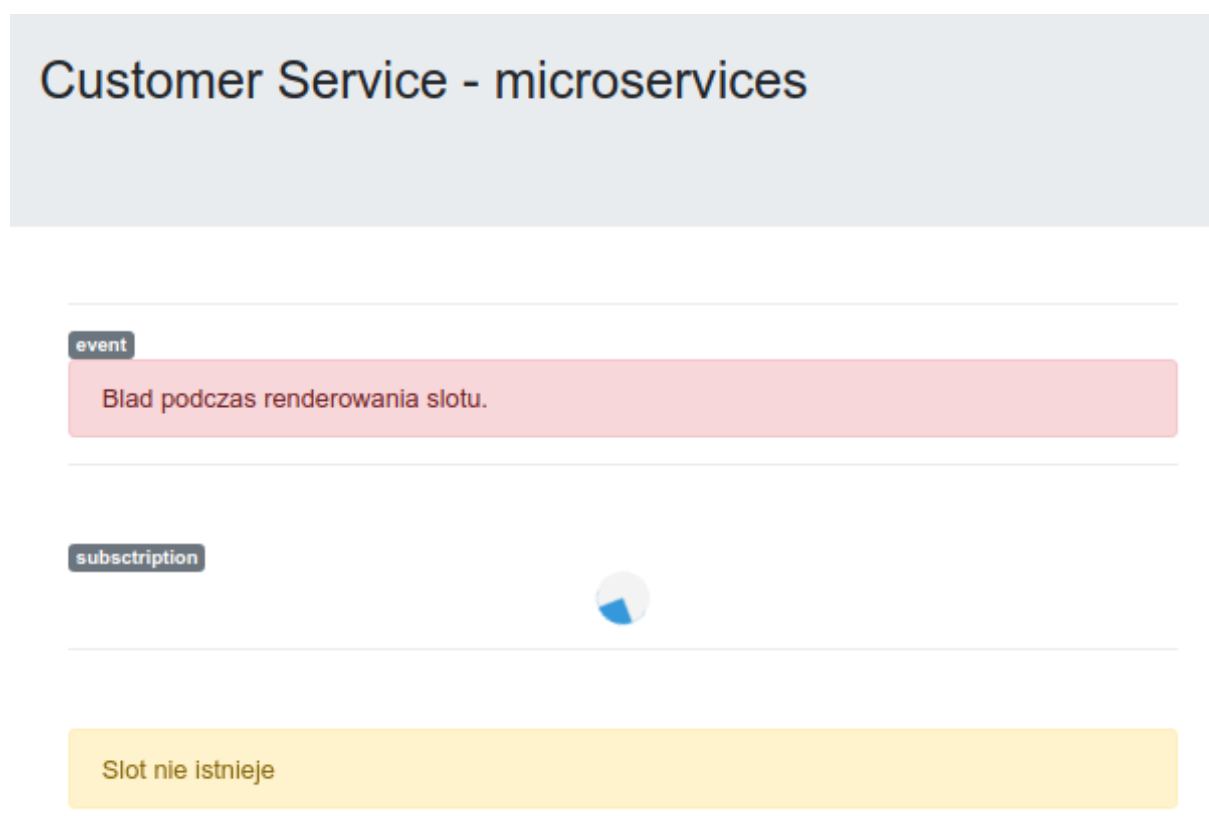 Customer Service - microservices
event
Blad podczas renderowania slotu.
subsctription
Slot nie istnieje